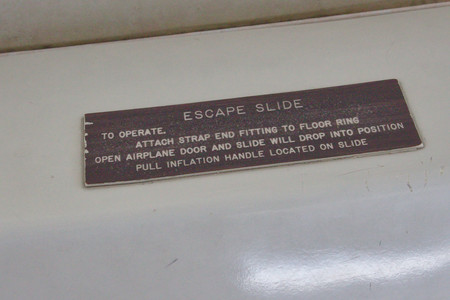 ESCAPE SLIDE
TO OPERATE.
ATTACH STRAP END FITTING TO FLOOR RING
OPEN AIRPLANE DOOR AND SLIDE WILL DROP INTO POSITION
PULL INFLATION HANDLE LOCATED ON SLIDE